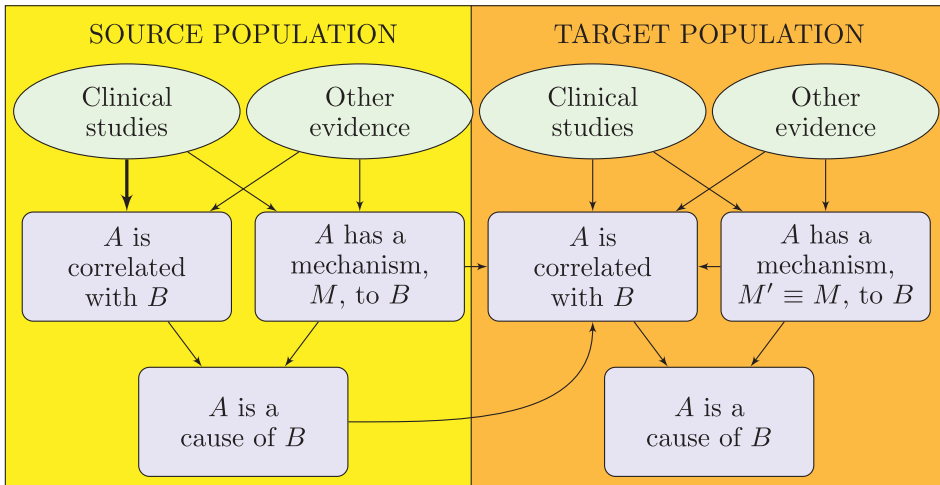 SOURCE POPULATION
Clinical
studies
Other
evidence
A is
correlated
with B
A has a
mechanism,
M, to B
A is a
cause of B
TARGET POPULATION
Clinical
studies
Other
evidence
A is
correlated
with B
A has a
mechanism,
M′ ≡ M, to B
A is a
cause of B